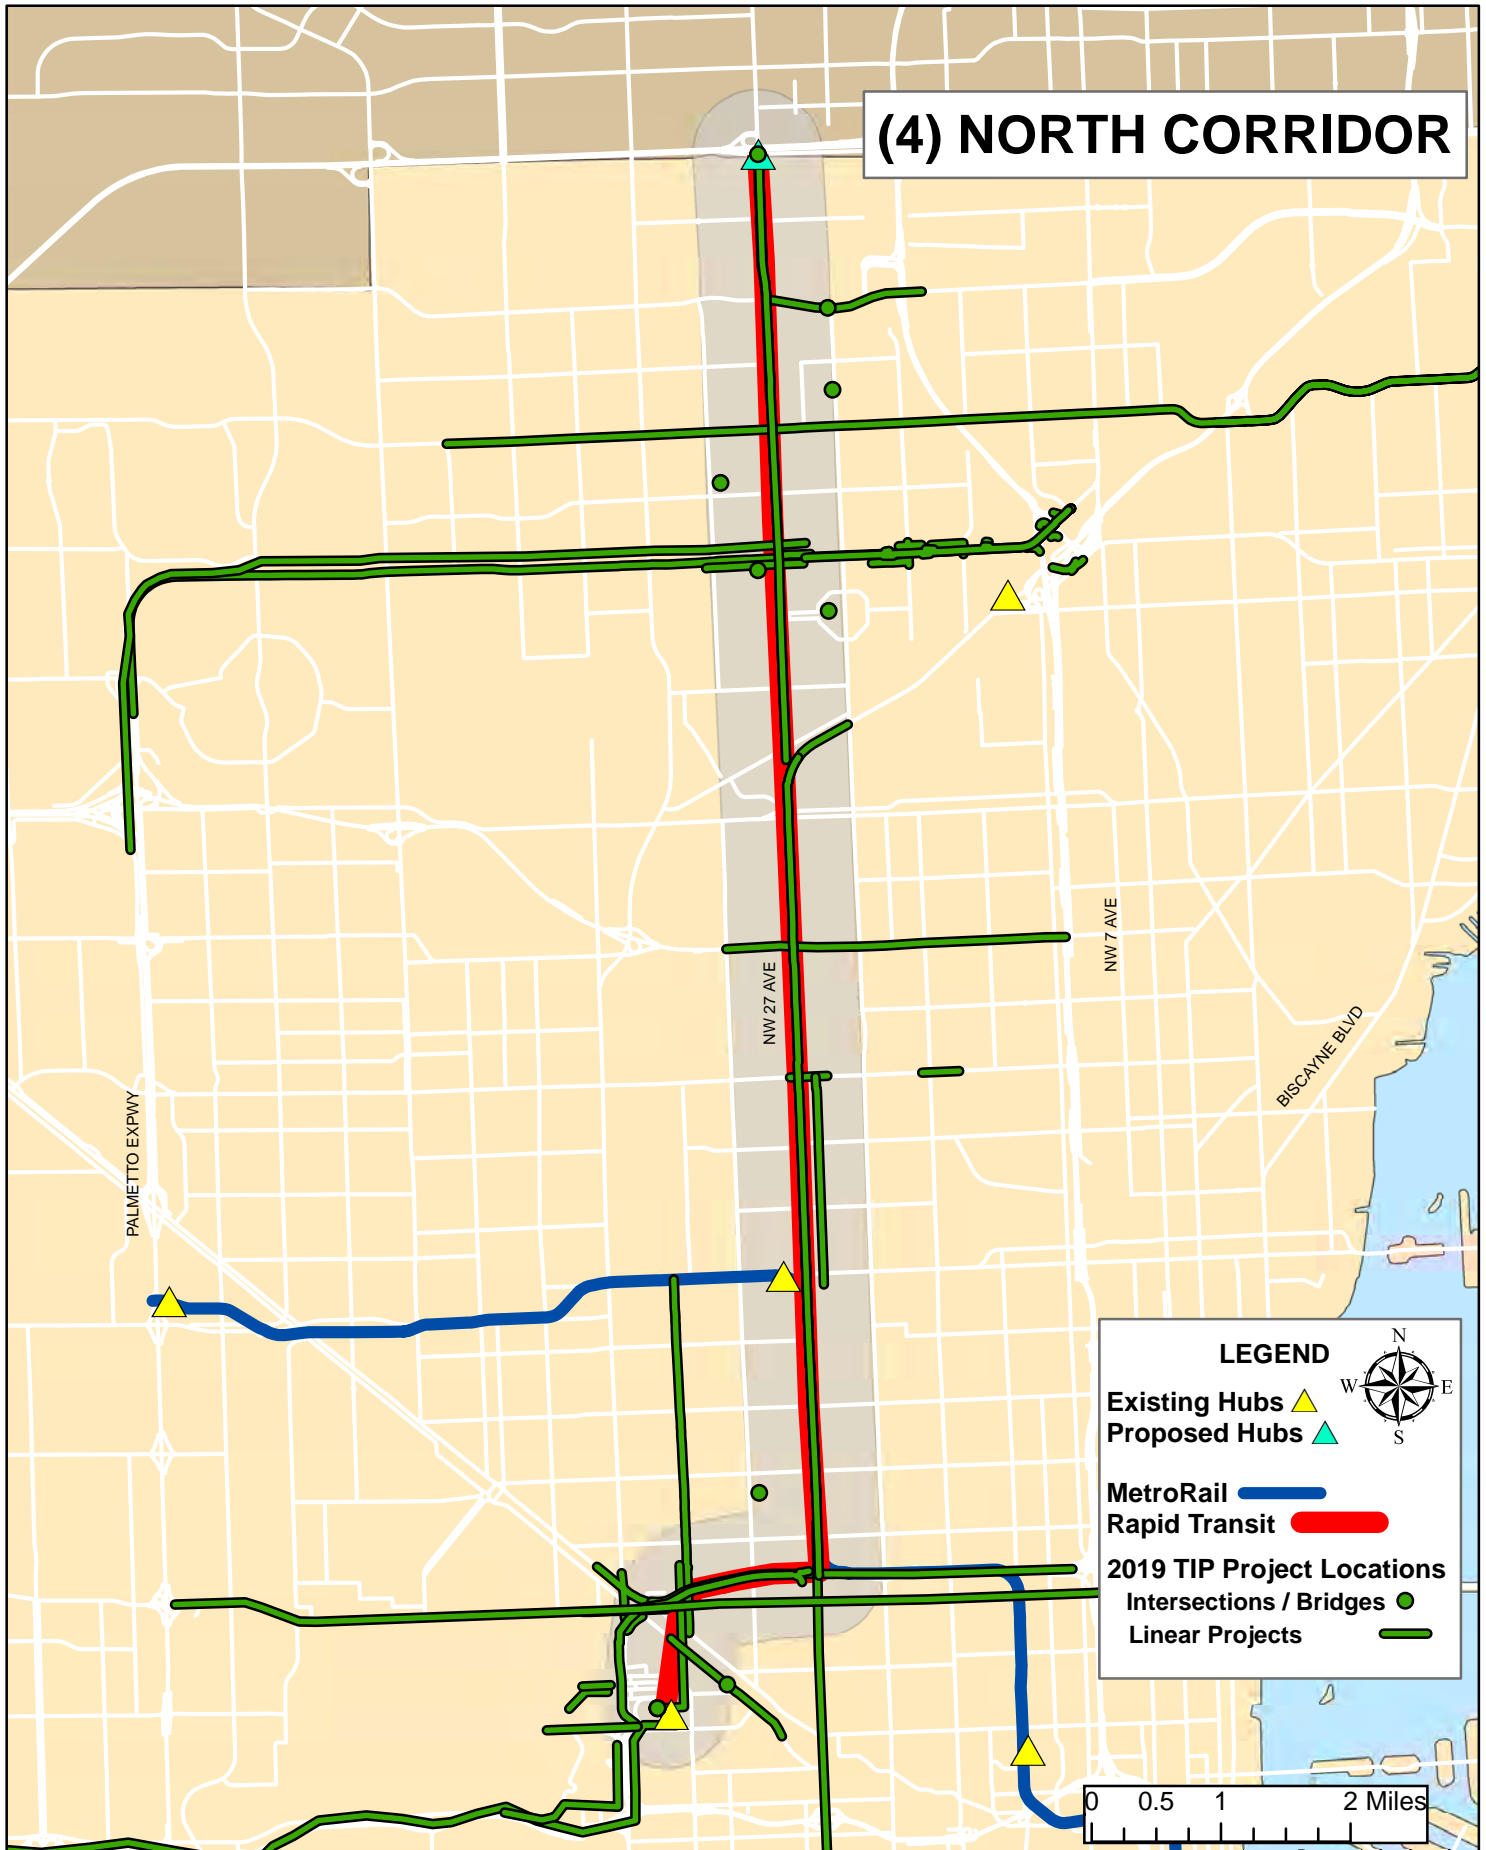 (4) NORTH CORRIDOR
NW 7 AVE
NW 27 AVE
BISCAYNE BLVD
PALMETTO EXPWY
LEGEND
N
W E
S
Existing Hubs
Proposed Hubs
MetroRail
Rapid Transit
2019 TIP Project Locations
Intersections / Bridges
Linear Projects
0 0.5 1 2 Miles